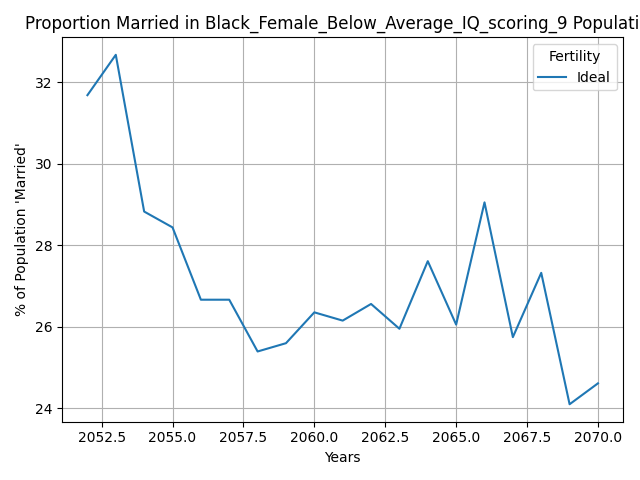 Proportion Married in Black_Female_Below_Average_IQ_scoring_9 Populati
Fertility
Ideal
% of Population 'Married'
32
30
28
26
24
2052.5 2055.0 2057.5 2060.0 2062.5 2065.0 2067.5 2070.0
Years